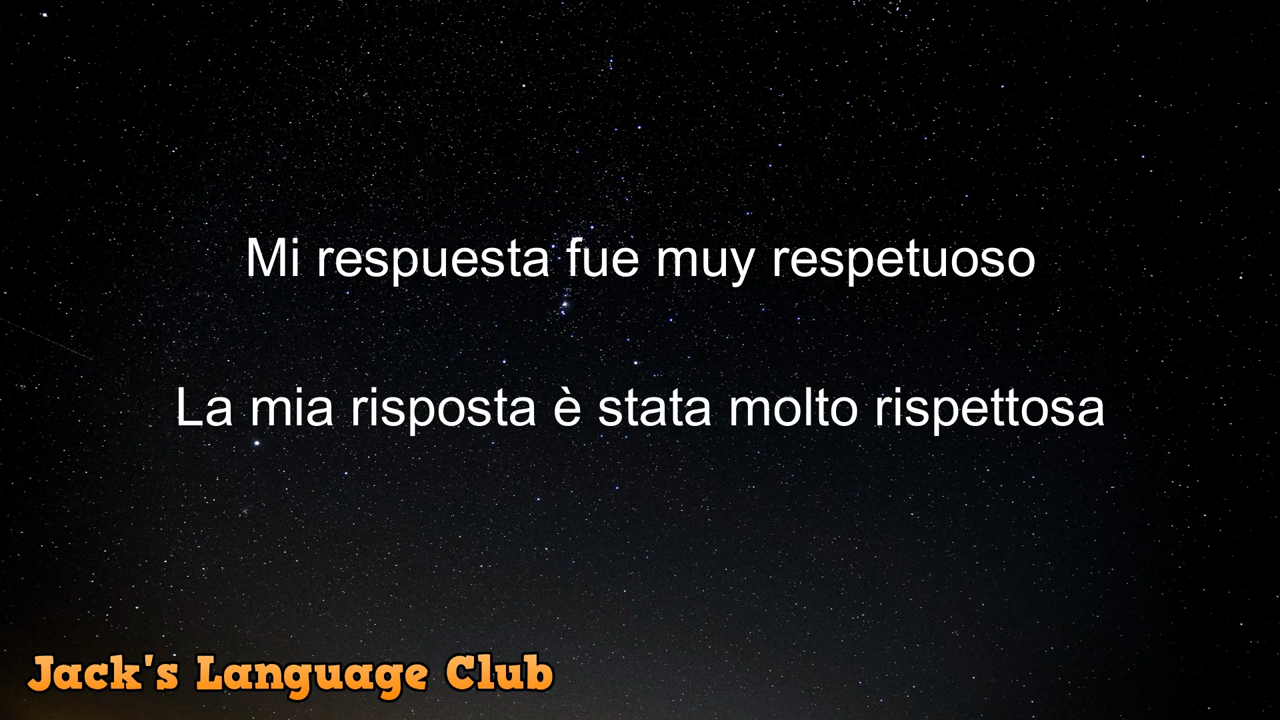 Mi respuesta fue muy respetuoso
La mia risposta è stata molto rispettosa
Jack's Language Club